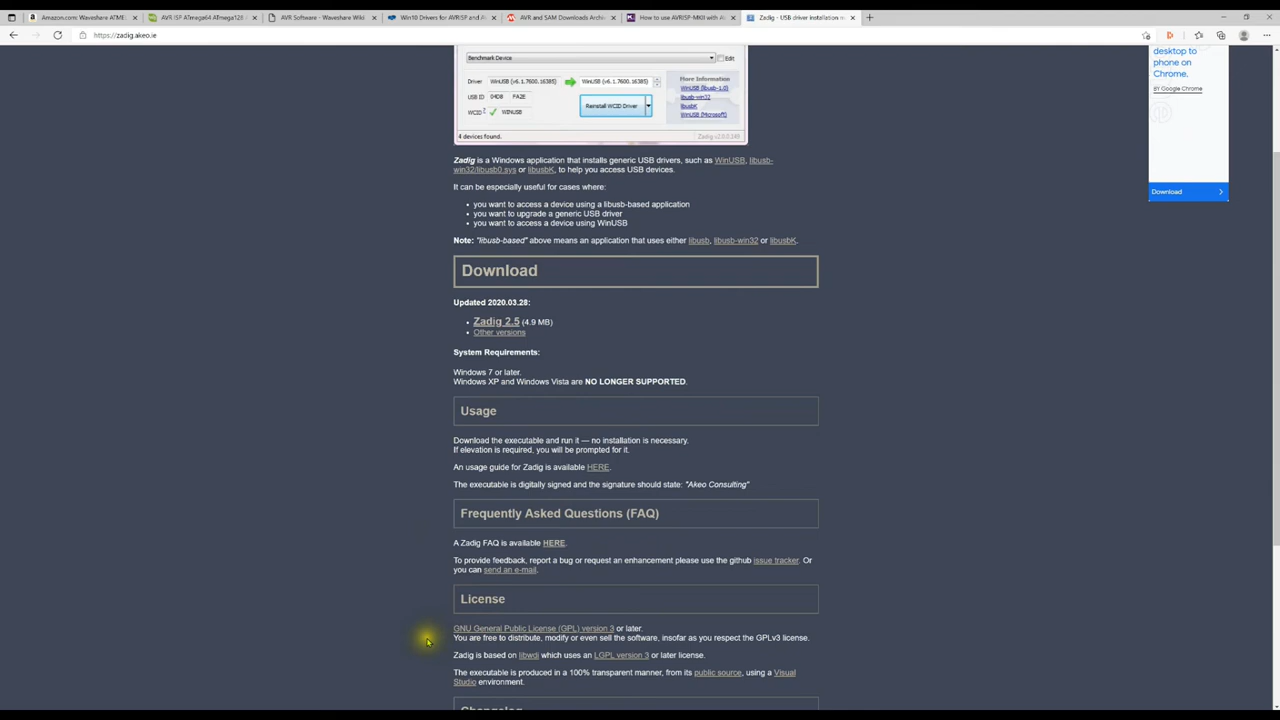 Amazon.com: Waveshare ATME
AVR ISP ATmega64 ATmega128
AVR Software - Waveshare Wiki
Win10 Drivers for AVRISP and Av
AVR and SAM Downloads Archiv
How to use AVRISP-MKII with At
Zadig - USB driver installation m
https://zadig.akeo.ie
Benchmark Device
Edit
Driver WinUSB (v6.1.7600.16385) WinUSB (v6.1.7600.16385)
More Information
WinUSB (libusb-1.0)
USB ID 04D8 FA2E
libusb-win32
Reinstall WCID Driver
libusbK
WCID WINUSB
WinUSB (Microsoft)
4 devices found.
desktop to
phone on
Chrome.
BY Google Chrome
Download
Zadig is a Windows application that installs generic USB drivers, such as WinUSB, libusb-
win32/libusb0.sys or libusbK, to help you access USB devices.
It can be especially useful for cases where:
you want to access a device using a libusb-based application
you want to upgrade a generic USB driver
you want to access a device using WinUSB
Note: "libusb-based" above means an application that uses either libusb, libusb-win32 or libusbK.
Download
Updated 2020.03.28:
Zadig 2.5 (4.9 MB)
Other versions
System Requirements:
Windows 7 or later.
Windows XP and Windows Vista are NO LONGER SUPPORTED.
Usage
Download the executable and run it — no installation is necessary.
If elevation is required, you will be prompted for it.
An usage guide for Zadig is available HERE.
The executable is digitally signed and the signature should state: "Akeo Consulting"
Frequently Asked Questions (FAQ)
A Zadig FAQ is available HERE.
To provide feedback, report a bug or request an enhancement please use the github issue tracker. Or
you can send an e-mail.
License
GNU General Public License (GPL) version 3 or later.
You are free to distribute, modify or even sell the software, insofar as you respect the GPLv3 license.
Zadig is based on libwdi which uses an LGPL version 3 or later license.
The executable is produced in a 100% transparent manner, from its public source, using a Visual
Studio environment.
Changelog